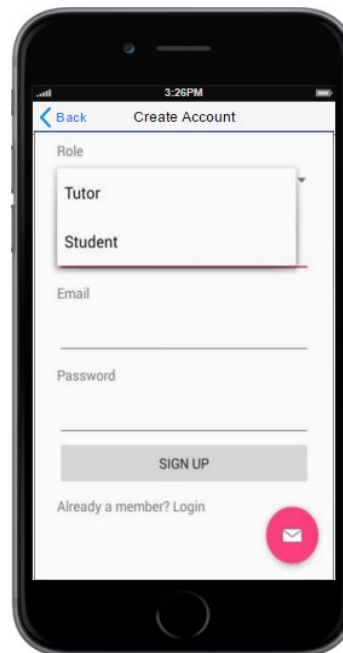 3:26PM
Back Create Account
Role
Tutor
Student
Email
Password
SIGN UP
Already a member? Login